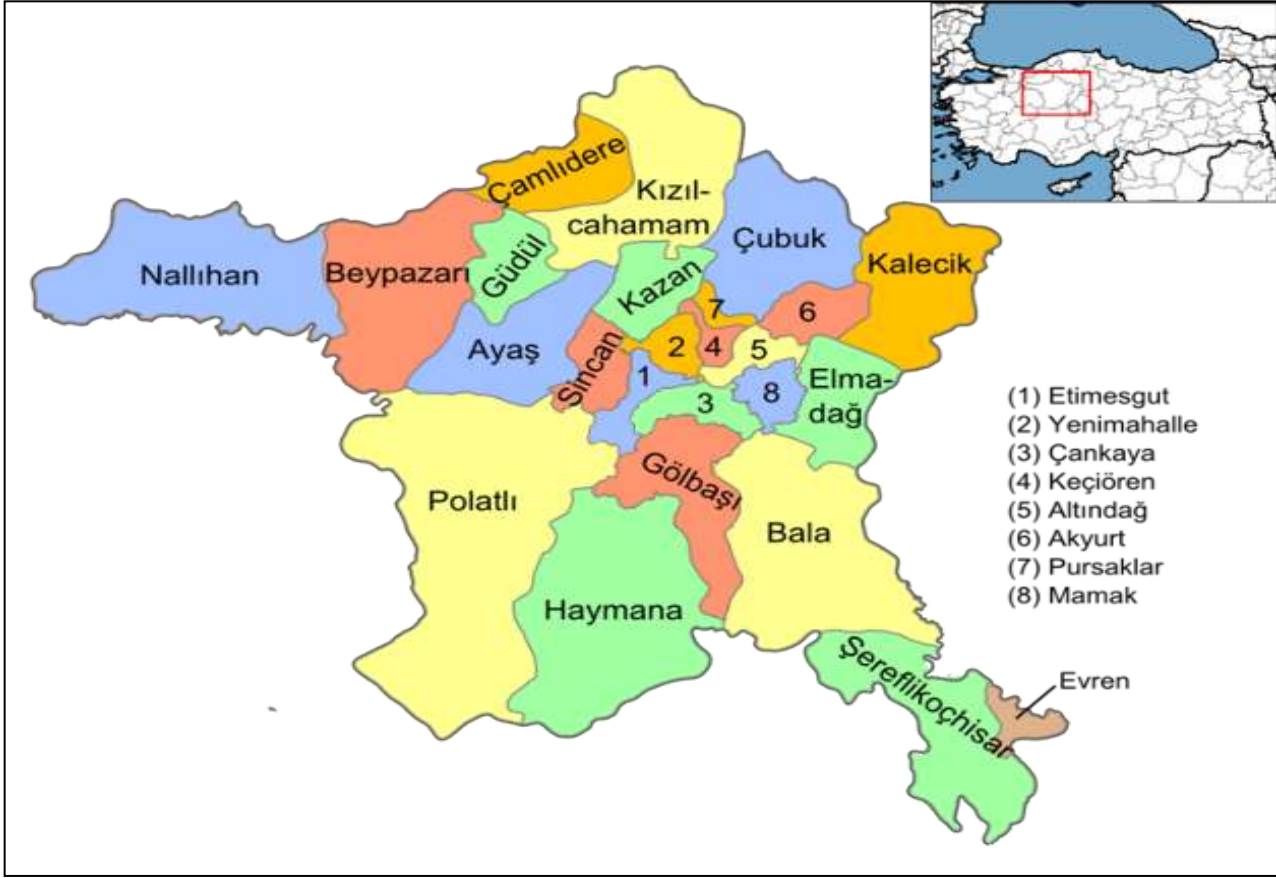 Çamlıdere
Kızıl-
cahamam
Çubuk
Nallıhan
Beypazarı
Güdül
Kazan
Kalecik
7
6
Ayaş
Sincan
2
4
5
1
Elma-
dağ
8
3
Gölbaşı
Polatlı
Bala
Haymana
Şereflikoçhisar
Evren
(1) Etimesgut
(2) Yenimahalle
(3) Çankaya
(4) Keçiören
(5) Altındağ
(6) Akyurt
(7) Pursaklar
(8) Mamak